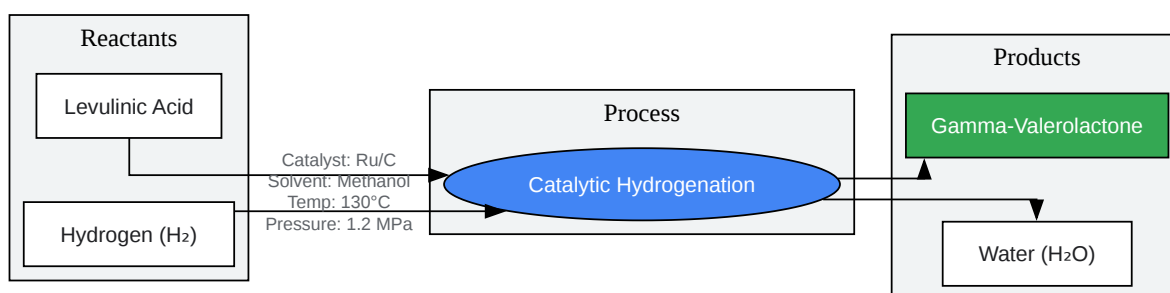 Reactants
Levulinic Acid
Hydrogen (H₂)
Catalyst: Ru/C
Solvent: Methanol
Temp: 130°C
Pressure: 1.2 MPa
Process
Catalytic Hydrogenation
Products
Gamma-Valerolactone
Water (H₂O)